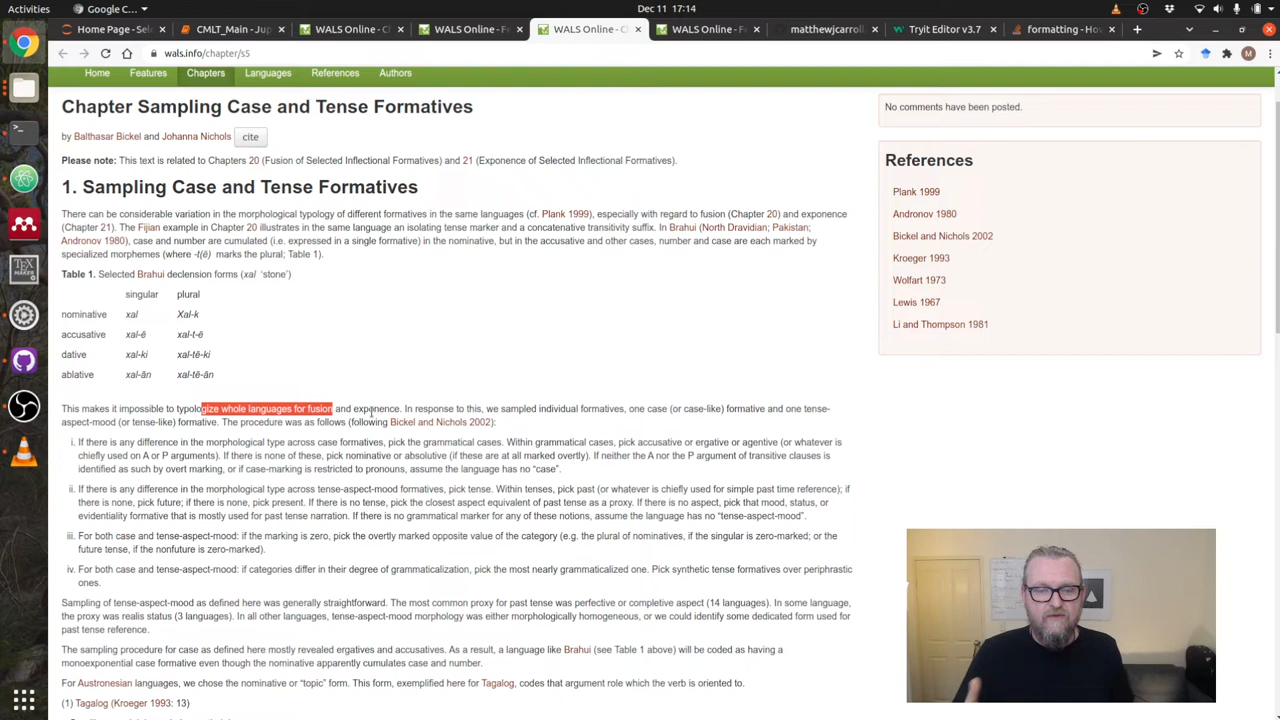 Activities
Dec 11 17:14
Home Page - Sel
CMLT_Main - Jup
WALS Online - C
WALS Online - Fe
WALS Online - Ch
WALS Online - Fe
matthewjcarroll
Tryit Editor v3.7
formatting - How
wals.info/chapter/s5
M
Home Features Chapters Languages References Authors
Chapter Sampling Case and Tense Formatives
by Balthasar Bickel and Johanna Nichols cite
Please note: This text is related to Chapters 20 (Fusion of Selected Inflectional Formatives) and 21 (Exponence of Selected Inflectional Formatives).
1. Sampling Case and Tense Formatives
There can be considerable variation in the morphological typology of different formatives in the same languages (cf. Plank 1999), especially with regard to fusion (Chapter 20) and exponence
(Chapter 21). The Fijian example in Chapter 20 illustrates in the same language an isolating tense marker and a concatenative transitivity suffix. In Brahui (North Dravidian; Pakistan;
Andronov 1980), case and number are cumulated (i.e. expressed in a single formative) in the nominative, but in the accusative and other cases, number and case are each marked by
specialized morphemes (where -t(ē) marks the plural; Table 1).
Table 1. Selected Brahui declension forms (xal ‘stone’)
singular plural
nominative xal Xal-k
accusative xal-ē xal-t-ē
dative xal-ki xal-tē-ki
ablative xal-ān xal-tē-ān
This makes it impossible to typologize whole languages for fusion and exponence. In response to this, we sampled individual formatives, one case (or case-like) formative and one tense-
aspect-mood (or tense-like) formative. The procedure was as follows (following Bickel and Nichols 2002):
i. If there is any difference in the morphological type across case formatives, pick the grammatical cases. Within grammatical cases, pick accusative or ergative or agentive (or whatever is
chiefly used on A or P arguments). If there is none of these, pick nominative or absolutive (if these are at all marked overtly). If neither the A nor the P argument of transitive clauses is
identified as such by overt marking, or if case-marking is restricted to pronouns, assume the language has no “case”.
ii. If there is any difference in the morphological type across tense-aspect-mood formatives, pick tense. Within tenses, pick past (or whatever is chiefly used for simple past time reference); if
there is none, pick future; if there is none, pick present. If there is no tense, pick the closest aspect equivalent of past tense as a proxy. If there is no aspect, pick that mood, status, or
evidentiality formative that is mostly used for past tense narration. If there is no grammatical marker for any of these notions, assume the language has no “tense-aspect-mood”.
iii. For both case and tense-aspect-mood: if the marking is zero, pick the overtly marked opposite value of the category (e.g. the plural of nominatives, if the singular is zero-marked; or the
future tense, if the nonfuture is zero-marked).
iv. For both case and tense-aspect-mood: if categories differ in their degree of grammaticalization, pick the most nearly grammaticalized one. Pick synthetic tense formatives over periphrastic
ones.
Sampling of tense-aspect-mood as defined here was generally straightforward. The most common proxy for past tense was perfective or completive aspect (14 languages). In some language,
the proxy was realis status (3 languages). In all other languages, tense-aspect-mood morphology was either morphologically homogeneous, or we could identify some dedicated form used for
past tense reference.
The sampling procedure for case as defined here mostly revealed ergatives and accusatives. As a result, a language like Brahui (see Table 1 above) will be coded as having a
monoexponential case formative even though the nominative apparently cumulates case and number.
For Austronesian languages, we chose the nominative or “topic” form. This form, exemplified here for Tagalog, codes that argument role which the verb is oriented to.
(1) Tagalog (Kroeger 1993: 13)
No comments have been posted.
References
Plank 1999
Andronov 1980
Bickel and Nichols 2002
Kroeger 1993
Wolfart 1973
Lewis 1967
Li and Thompson 1981